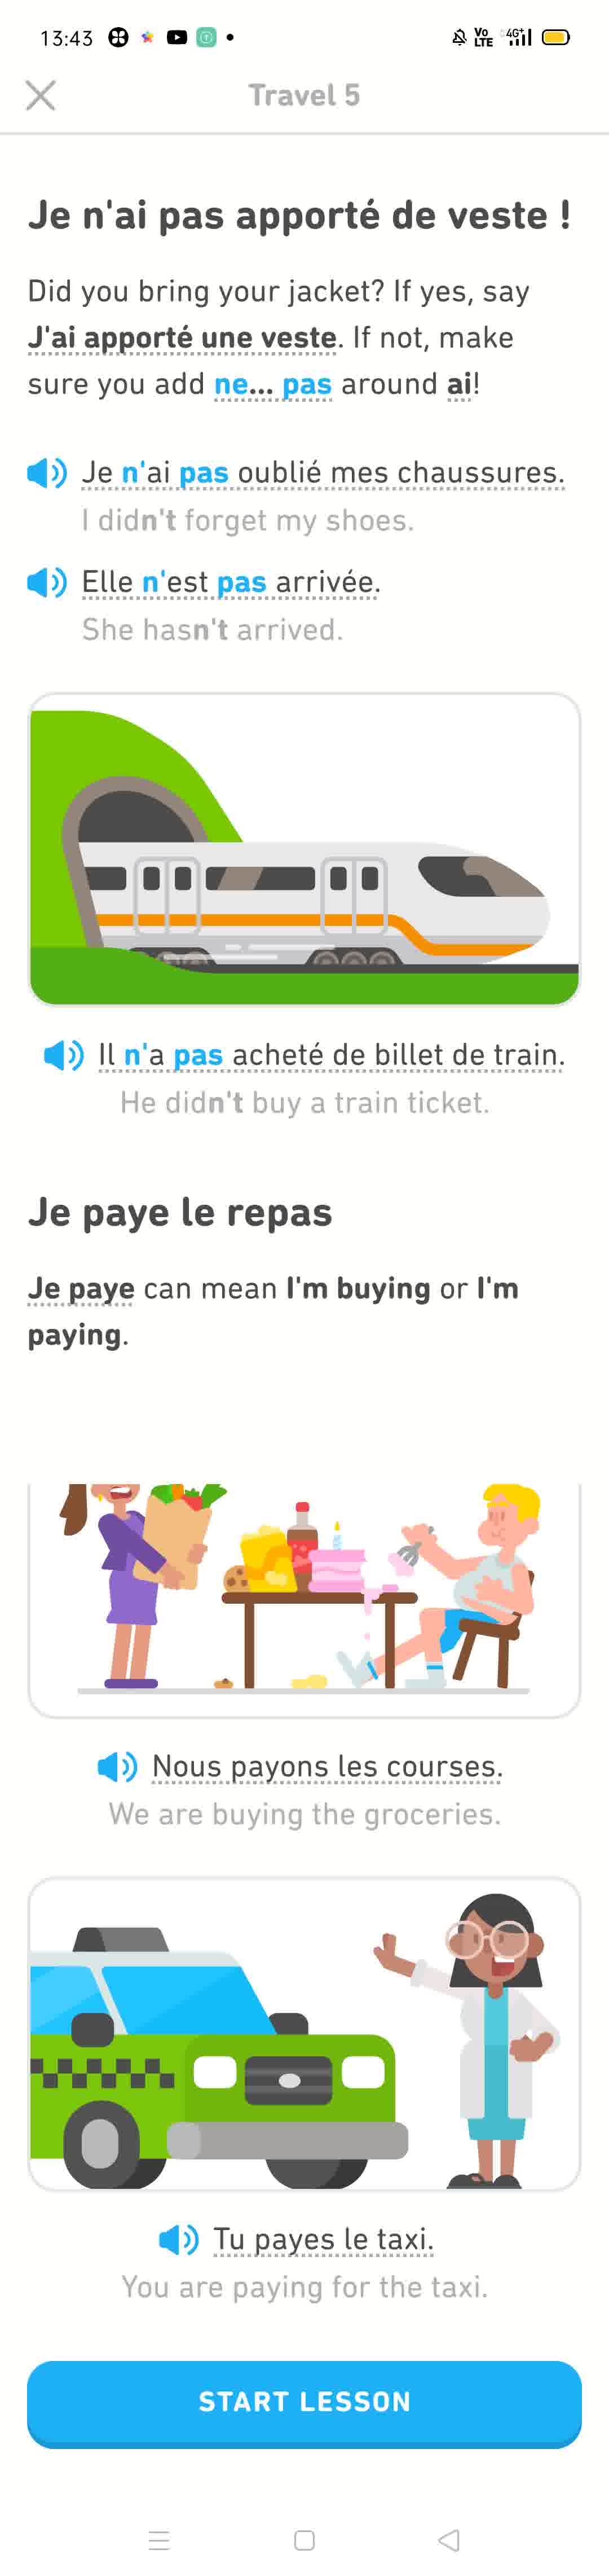 13:43 VoLTE 4G+
Travel 5
Je n'ai pas apporté de veste !
Did you bring your jacket? If yes, say
J'ai apporté une veste. If not, make
sure you add ne... pas around ai!
Je n'ai pas oublié mes chaussures.
I didn't forget my shoes.
Elle n'est pas arrivée.
She hasn't arrived.
Il n'a pas acheté de billet de train.
He didn't buy a train ticket.
Je paye le repas
Je paye can mean I'm buying or I'm
paying.
Nous payons les courses.
We are buying the groceries.
Tu payes le taxi.
You are paying for the taxi.
START LESSON